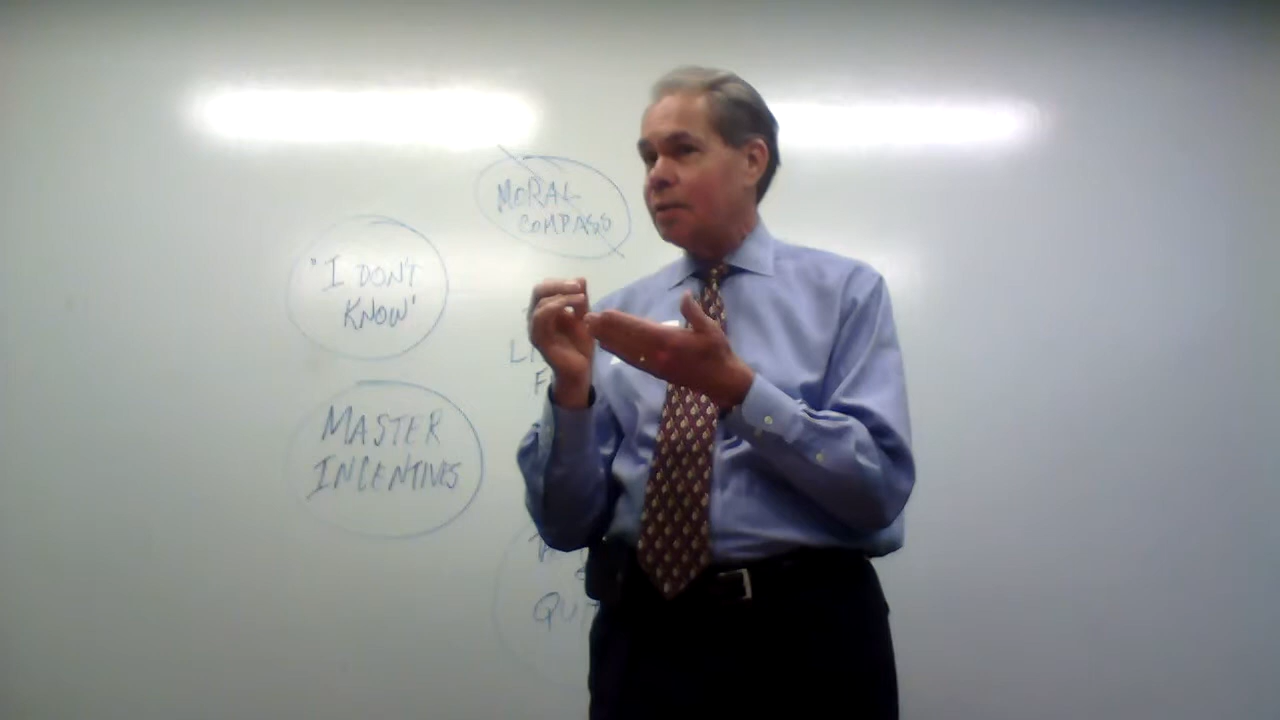 MORAL
COMPASS
"I DON'T
KNOW"
MASTER
INCENTIVES